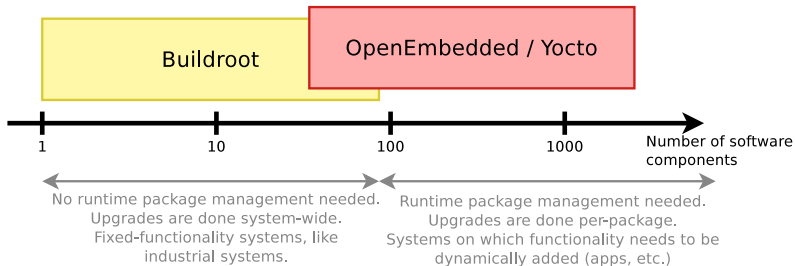 Buildroot
OpenEmbedded / Yocto
1
10
100
1000
Number of software
components
No runtime package management needed.
Upgrades are done system-wide.
Fixed-functionality systems, like
industrial systems.
Runtime package management needed.
Upgrades are done per-package.
Systems on which functionality needs to be
dynamically added (apps, etc.)